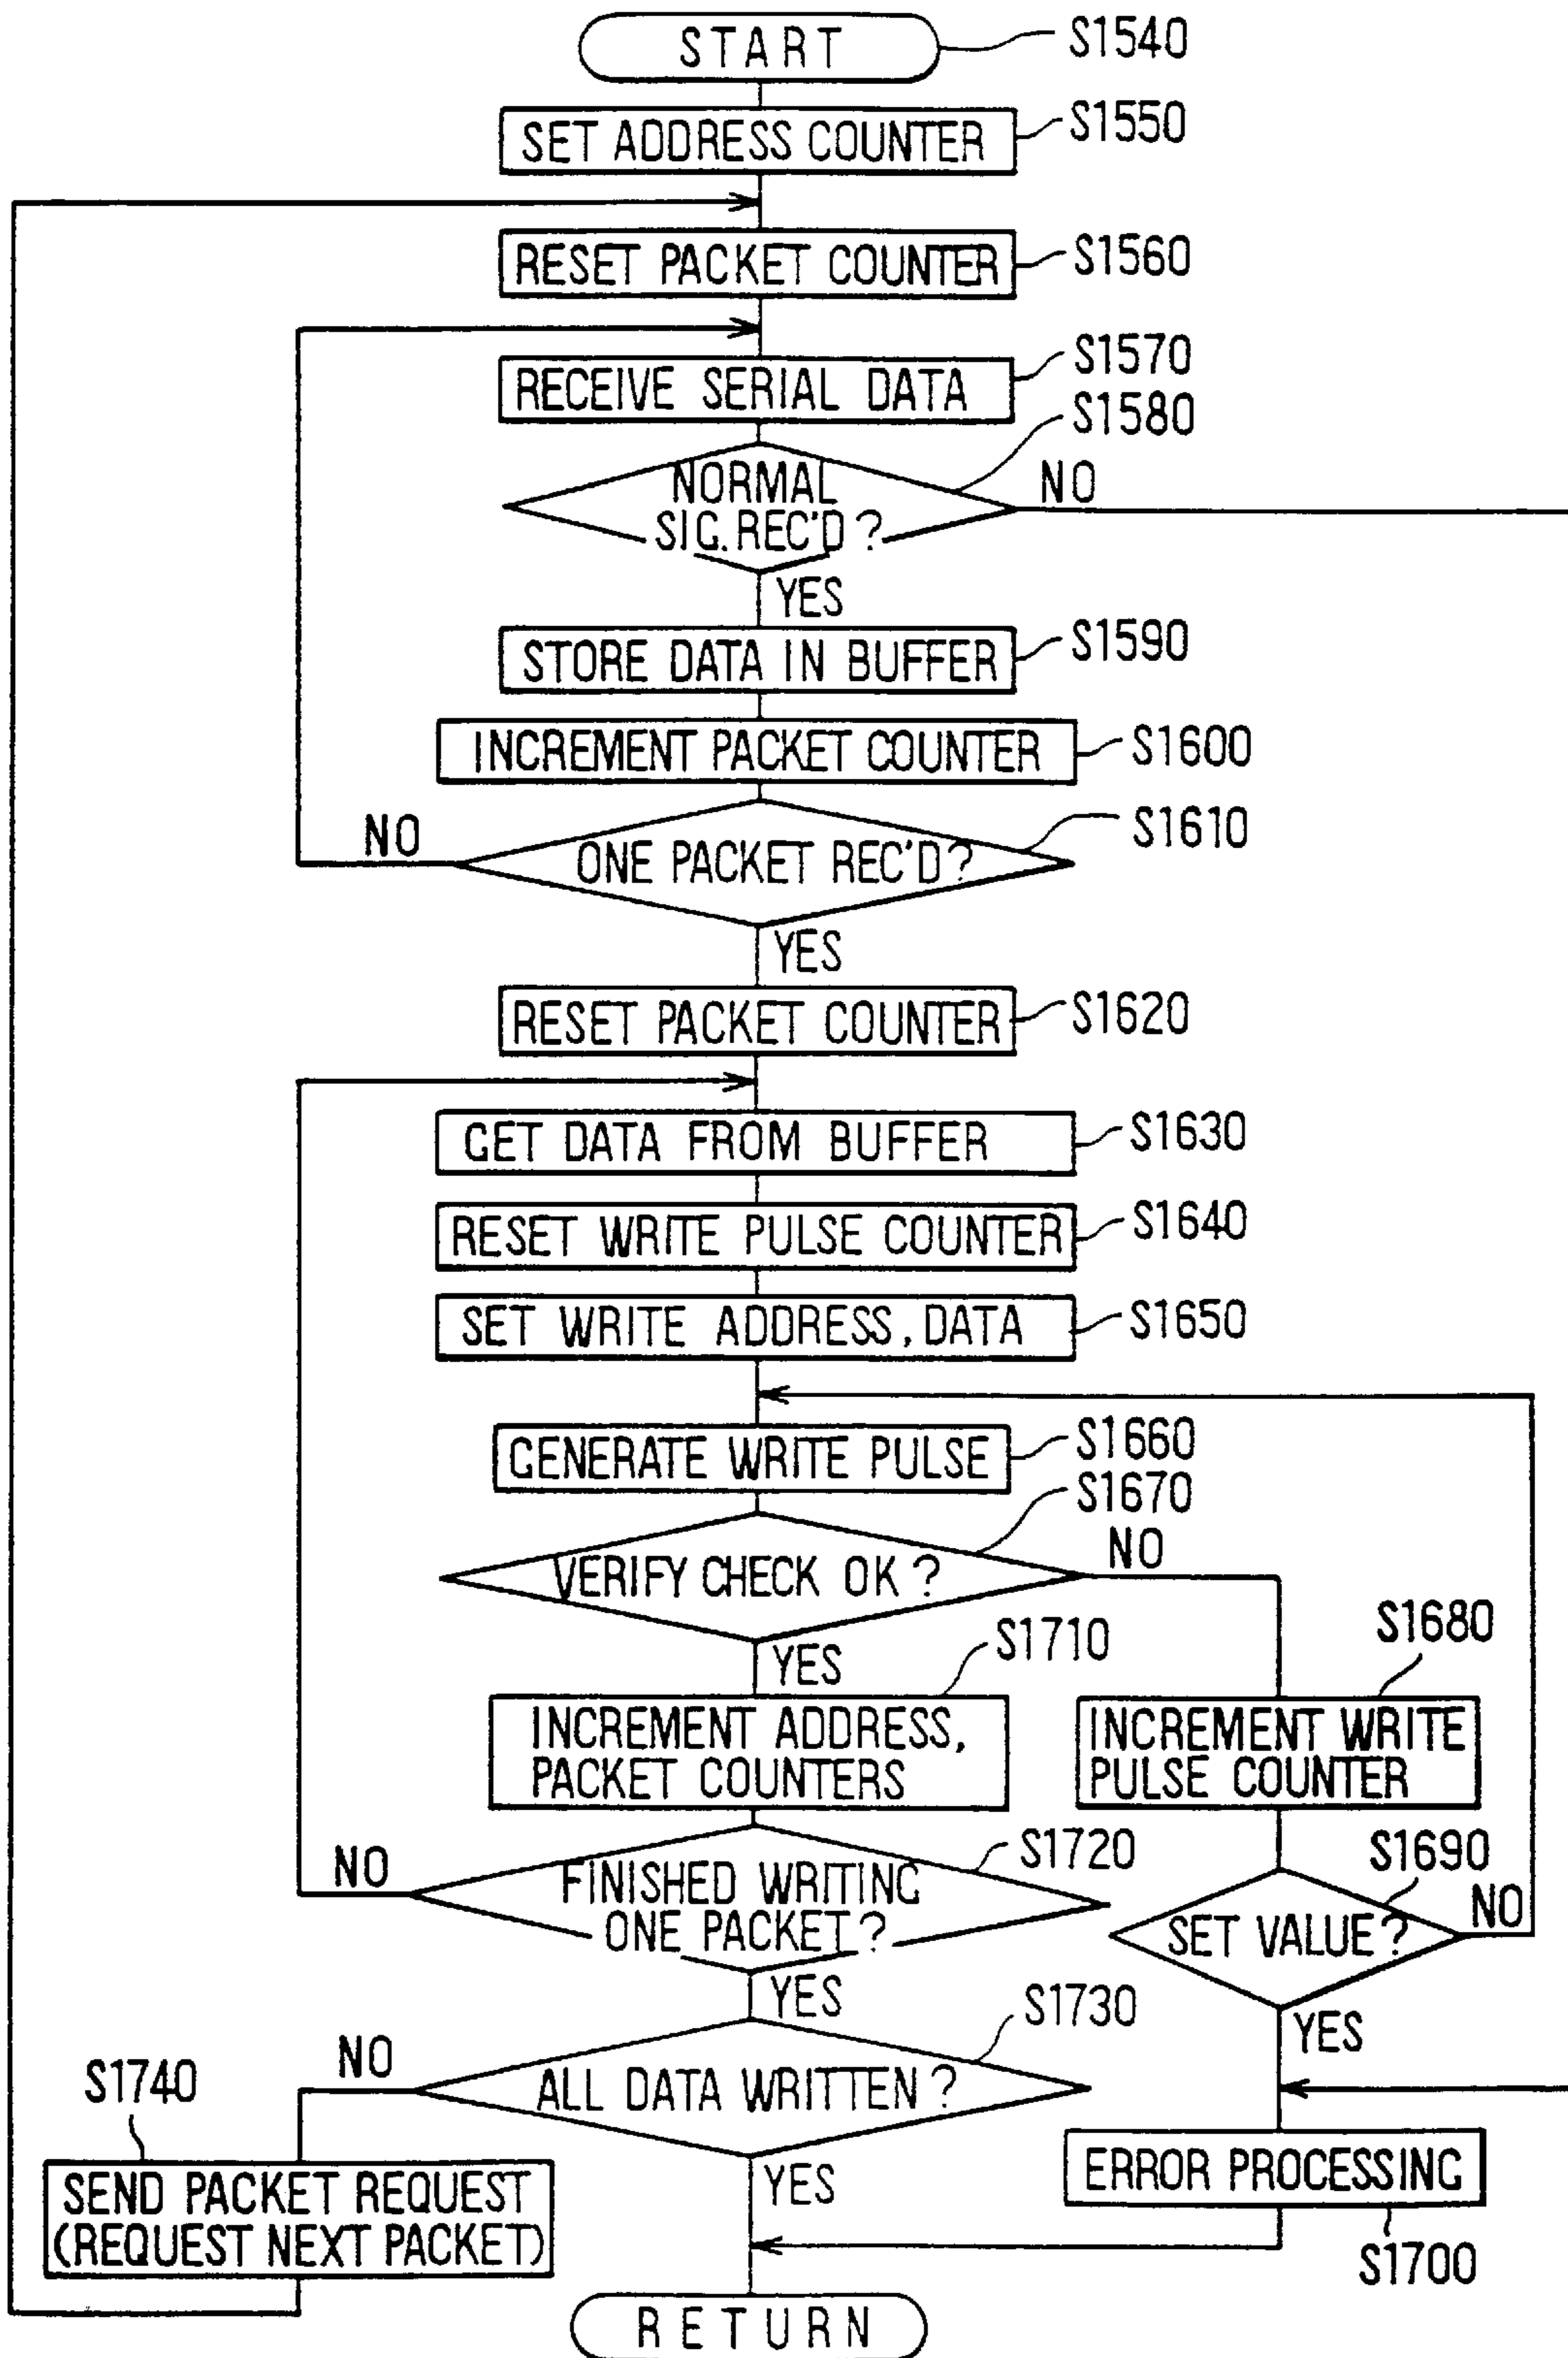 START
S1540
SET ADDRESS COUNTER
S1550
RESET PACKET COUNTER
S1560
RECEIVE SERIAL DATA
S1570
S1580
NORMAL
SIG. REC'D?
NO
YES
STORE DATA IN BUFFER
S1590
INCREMENT PACKET COUNTER
S1600
NO
ONE PACKET REC'D?
S1610
YES
RESET PACKET COUNTER
S1620
GET DATA FROM BUFFER
S1630
RESET WRITE PULSE COUNTER
S1640
SET WRITE ADDRESS, DATA
S1650
GENERATE WRITE PULSE
S1660
S1670
VERIFY CHECK OK?
NO
YES
S1710
S1680
INCREMENT ADDRESS,
PACKET COUNTERS
INCREMENT WRITE
PULSE COUNTER
NO
FINISHED WRITING
ONE PACKET?
S1720
S1690
SET VALUE?
NO
YES
YES
S1730
NO
ALL DATA WRITTEN?
S1740
YES
SEND PACKET REQUEST
(REQUEST NEXT PACKET)
ERROR PROCESSING
S1700
RETURN